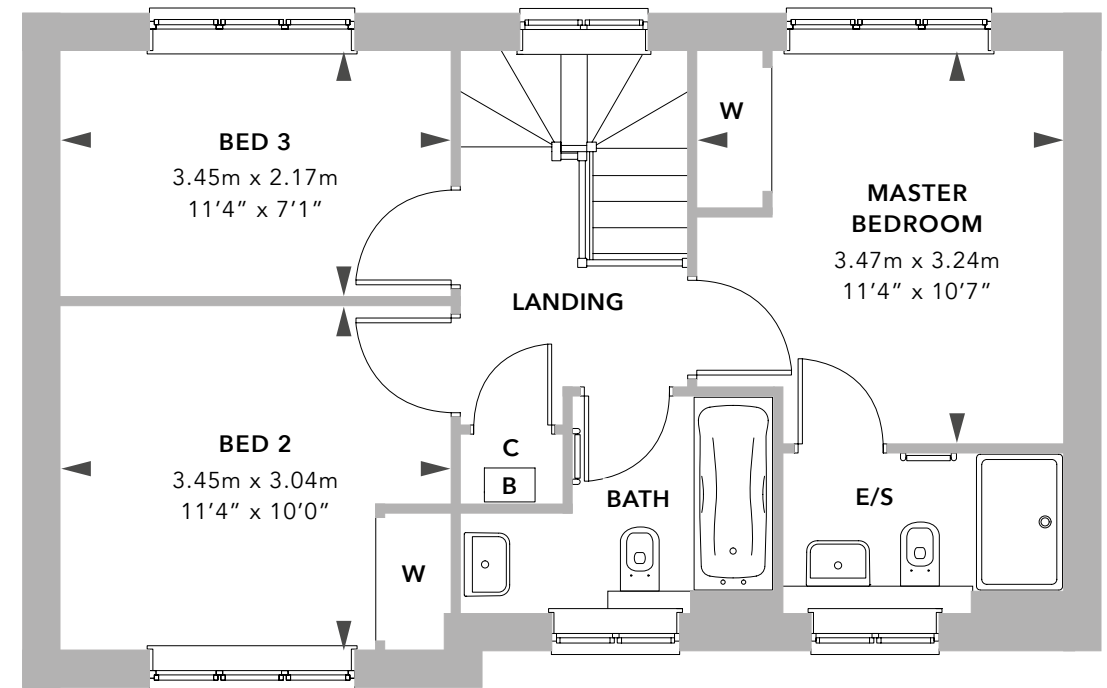 BED 3
3.45m x 2.17m
11’4” x 7’1”
W
MASTER
BEDROOM
3.47m x 3.24m
11’4” x 10’7”
LANDING
BED 2
3.45m x 3.04m
11’4” x 10’0”
C
B
BATH
E/S
W